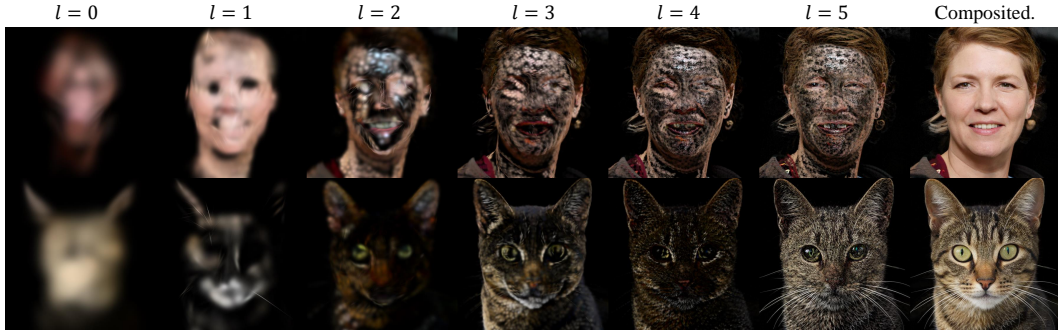 l = 0 l = 1 l = 2 l = 3 l = 4 l = 5 Composited.